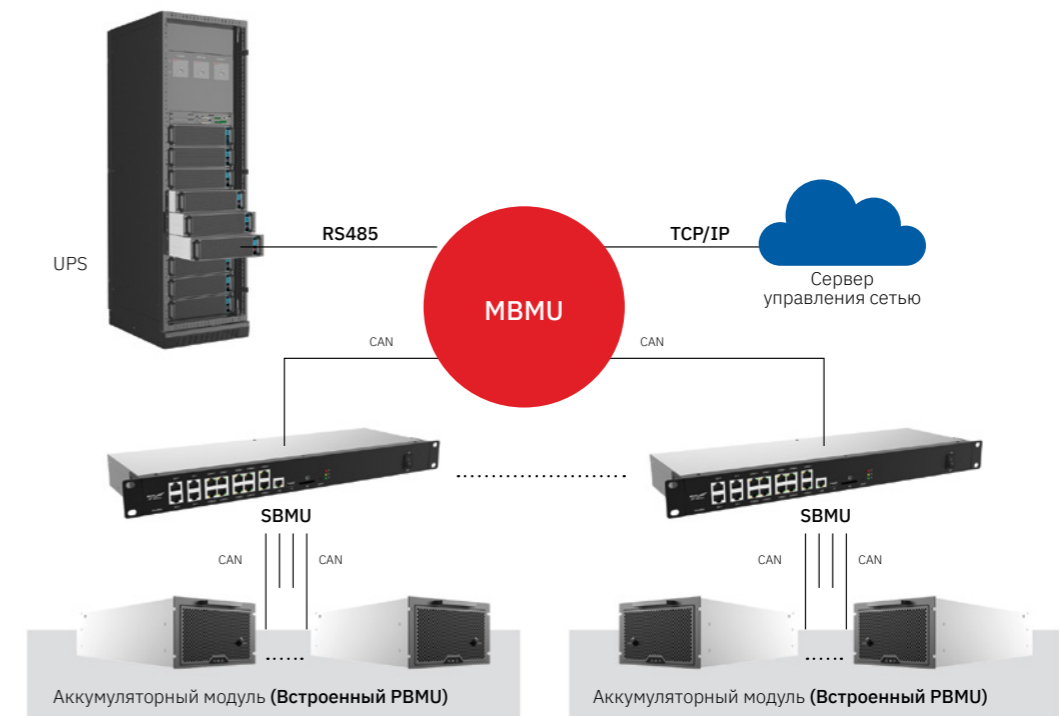 RS485
TCP/IP
UPS
Сервер
управления сетью
MBMU
CAN
CAN
SBMU
SBMU
CAN
CAN
CAN
CAN
Аккумуляторный модуль (Встроенный PBMU)
Аккумуляторный модуль (Встроенный PBMU)